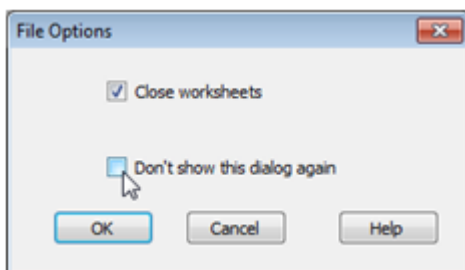 File Options
Close worksheets
Don't show this dialog again
OK Cancel Help